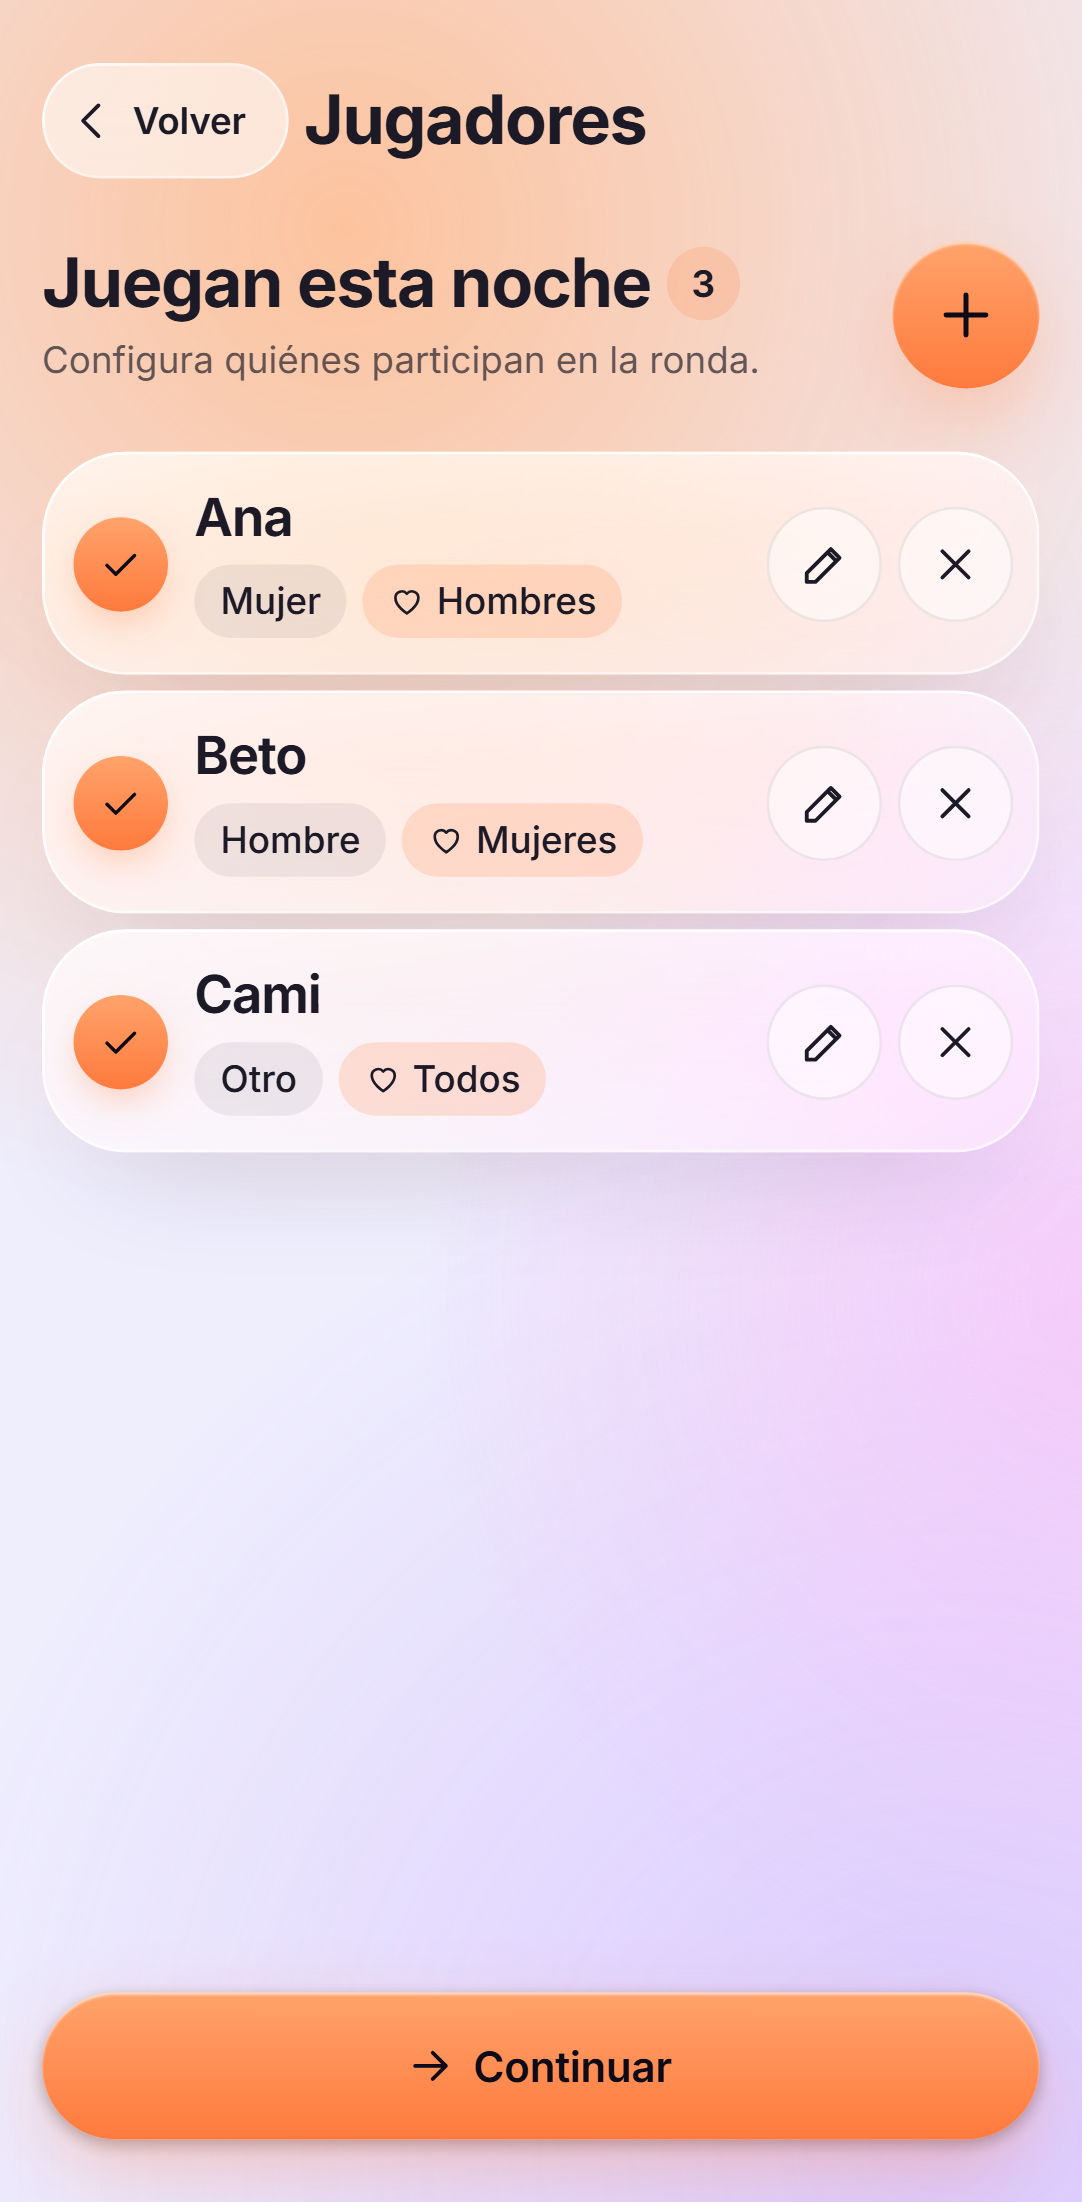 Volver
Jugadores
Juegan esta noche 3
Configura quiénes participan en la ronda.
Ana
Mujer Hombres
Beto
Hombre Mujeres
Cami
Otro Todos
Continuar